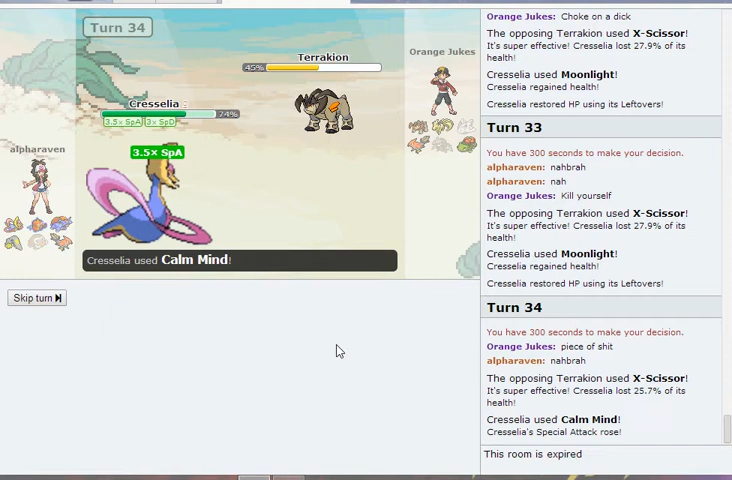 Turn 34
Orange Jukes
Terrakion
45%
Cresselia
74%
3.5× SpA 3× SpD
alpharaven
3.5× SpA
Cresselia used Calm Mind!
Skip turn
Orange Jukes: Choke on a dick
The opposing Terrakion used X-Scissor!
It's super effective! Cresselia lost 27.9% of its
health!
Cresselia used Moonlight!
Cresselia regained health!
Cresselia restored HP using its Leftovers!
Turn 33
You have 300 seconds to make your decision.
alpharaven: nahbrah
alpharaven: nah
Orange Jukes: Kill yourself
The opposing Terrakion used X-Scissor!
It's super effective! Cresselia lost 27.9% of its
health!
Cresselia used Moonlight!
Cresselia regained health!
Cresselia restored HP using its Leftovers!
Turn 34
You have 300 seconds to make your decision.
Orange Jukes: piece of shit
alpharaven: nahbrah
The opposing Terrakion used X-Scissor!
It's super effective! Cresselia lost 25.7% of its
health!
Cresselia used Calm Mind!
Cresselia's Special Attack rose!
This room is expired